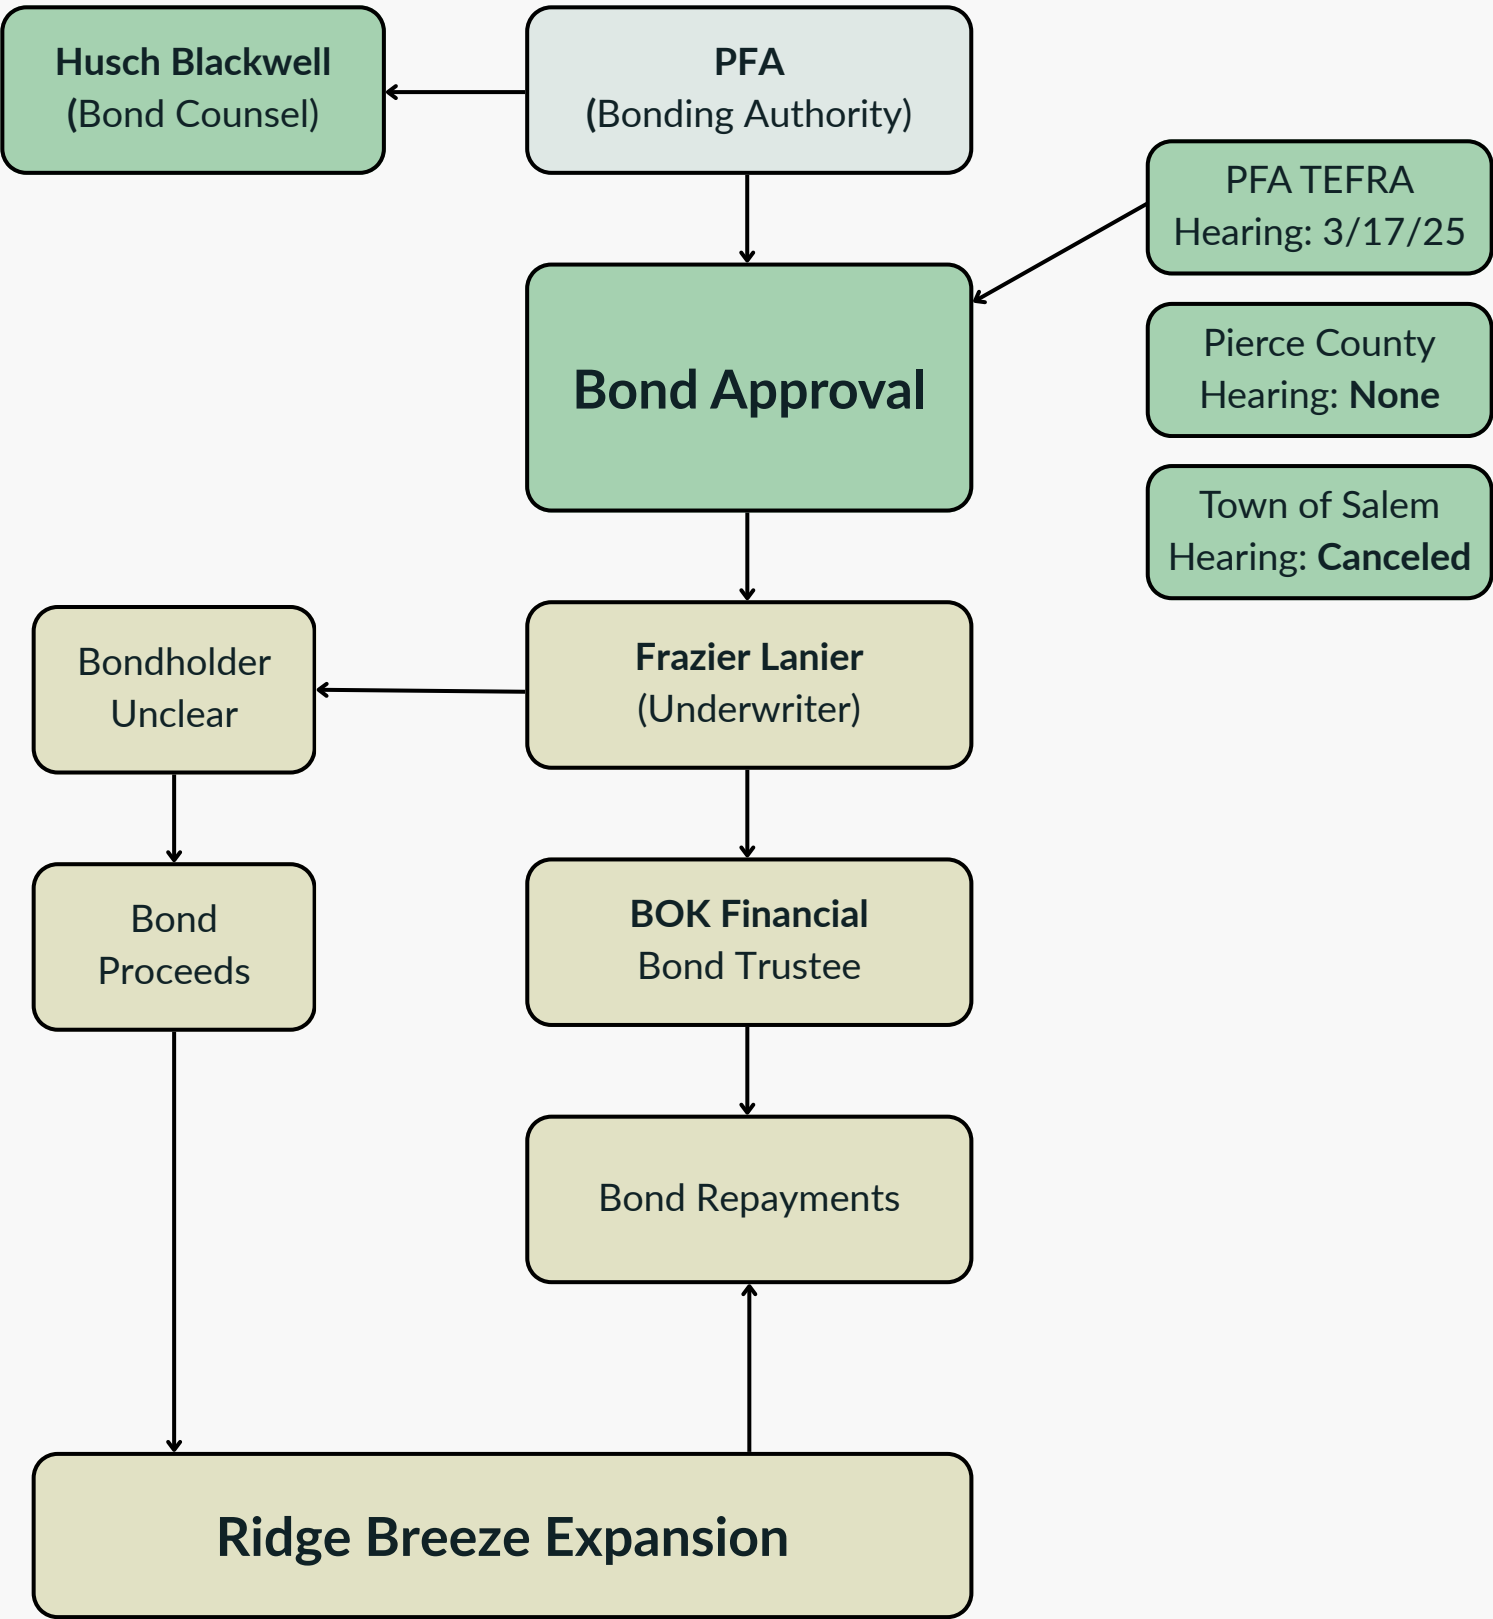 Husch Blackwell
(Bond Counsel)
PFA
(Bonding Authority)
PFA TEFRA
Hearing: 3/17/25
Bond Approval
Pierce County
Hearing: None
Town of Salem
Hearing: Canceled
Bondholder
Unclear
Frazier Lanier
(Underwriter)
Bond
Proceeds
BOK Financial
Bond Trustee
Bond Repayments
Ridge Breeze Expansion